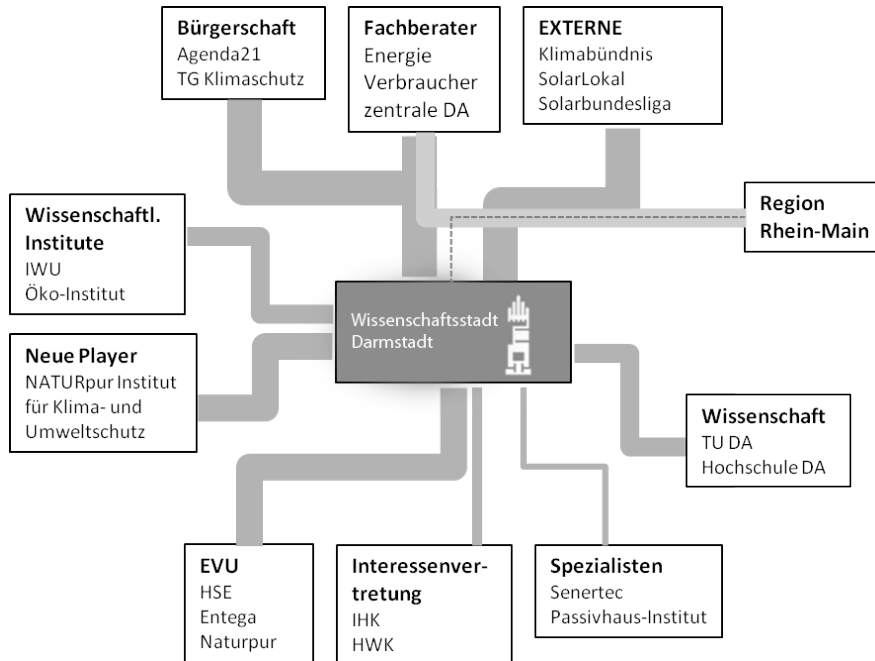 Bürgerschaft
Agenda21
TG Klimaschutz
Fachberater
Energie
Verbraucher
zentrale DA
EXTERNE
Klimabündnis
SolarLokal
Solarbundesliga
Wissenschaftl.
Institute
IWU
Öko-Institut
Region
Rhein-Main
Wissenschaftsstadt
Darmstadt
Neue Player
NATURpur Institut
für Klima- und
Umweltschutz
Wissenschaft
TU DA
Hochschule DA
EVU
HSE
Entega
Naturpur
Interessenver-
tretung
IHK
HWK
Spezialisten
Senertec
Passivhaus-Institut